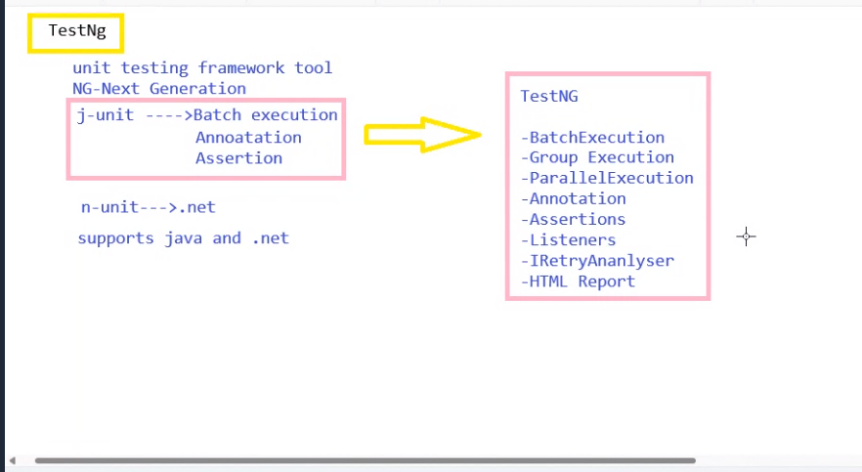 TestNg
unit testing framework tool
NG-Next Generation
j-unit ---->Batch execution
Annoatation
Assertion
n-unit--->.net
supports java and .net
TestNG
-BatchExecution
-Group Execution
-ParallelExecution
-Annotation
-Assertions
-Listeners
-IRetryAnanlyser
-HTML Report